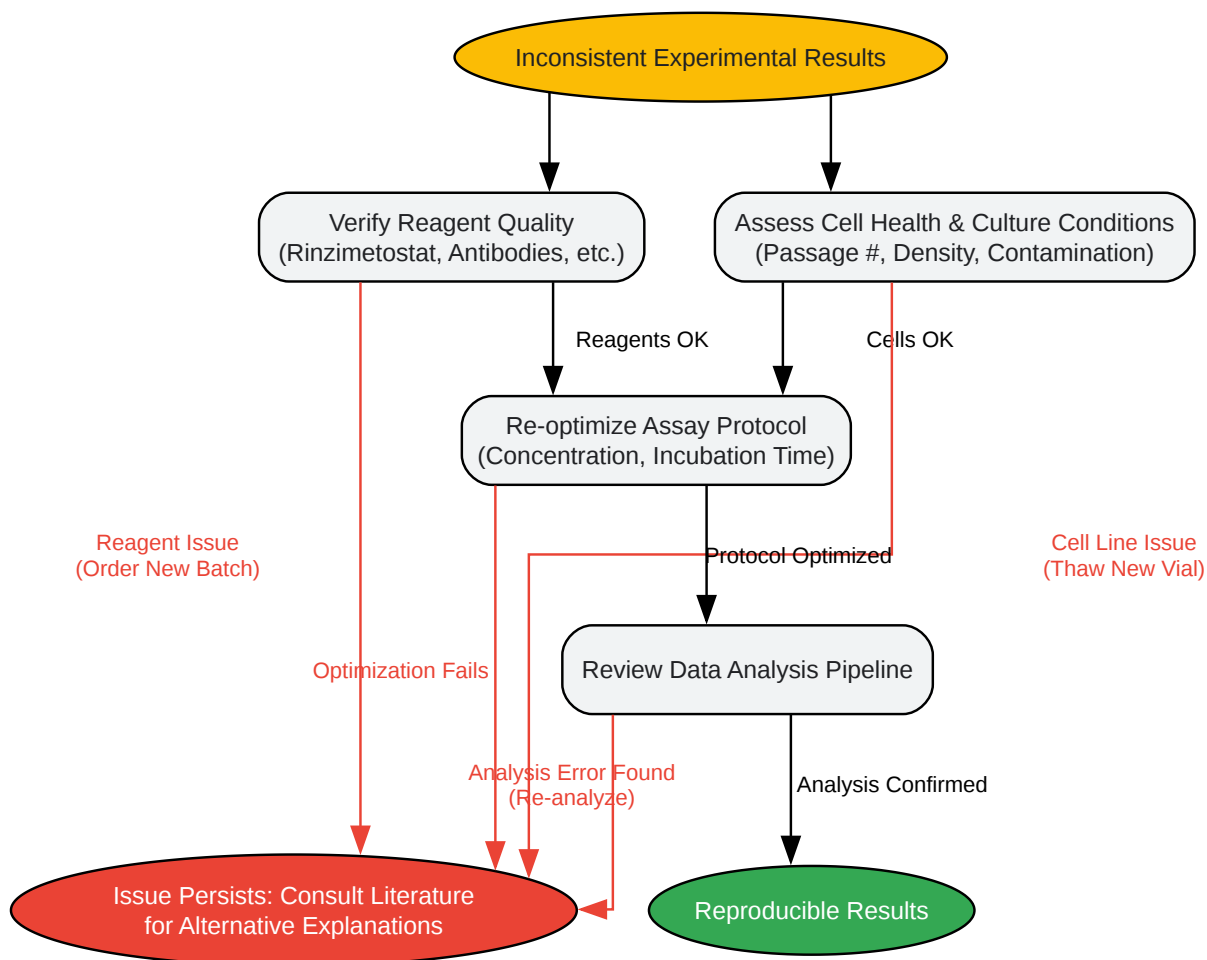 Inconsistent Experimental Results
Verify Reagent Quality
(Rinzimetostat, Antibodies, etc.)
Assess Cell Health & Culture Conditions
(Passage #, Density, Contamination)
Reagents OK
Cells OK
Re-optimize Assay Protocol
(Concentration, Incubation Time)
Reagent Issue
(Order New Batch)
Protocol Optimized
Cell Line Issue
(Thaw New Vial)
Optimization Fails
Review Data Analysis Pipeline
Analysis Error Found
(Re-analyze)
Analysis Confirmed
Issue Persists: Consult Literature
for Alternative Explanations
Reproducible Results